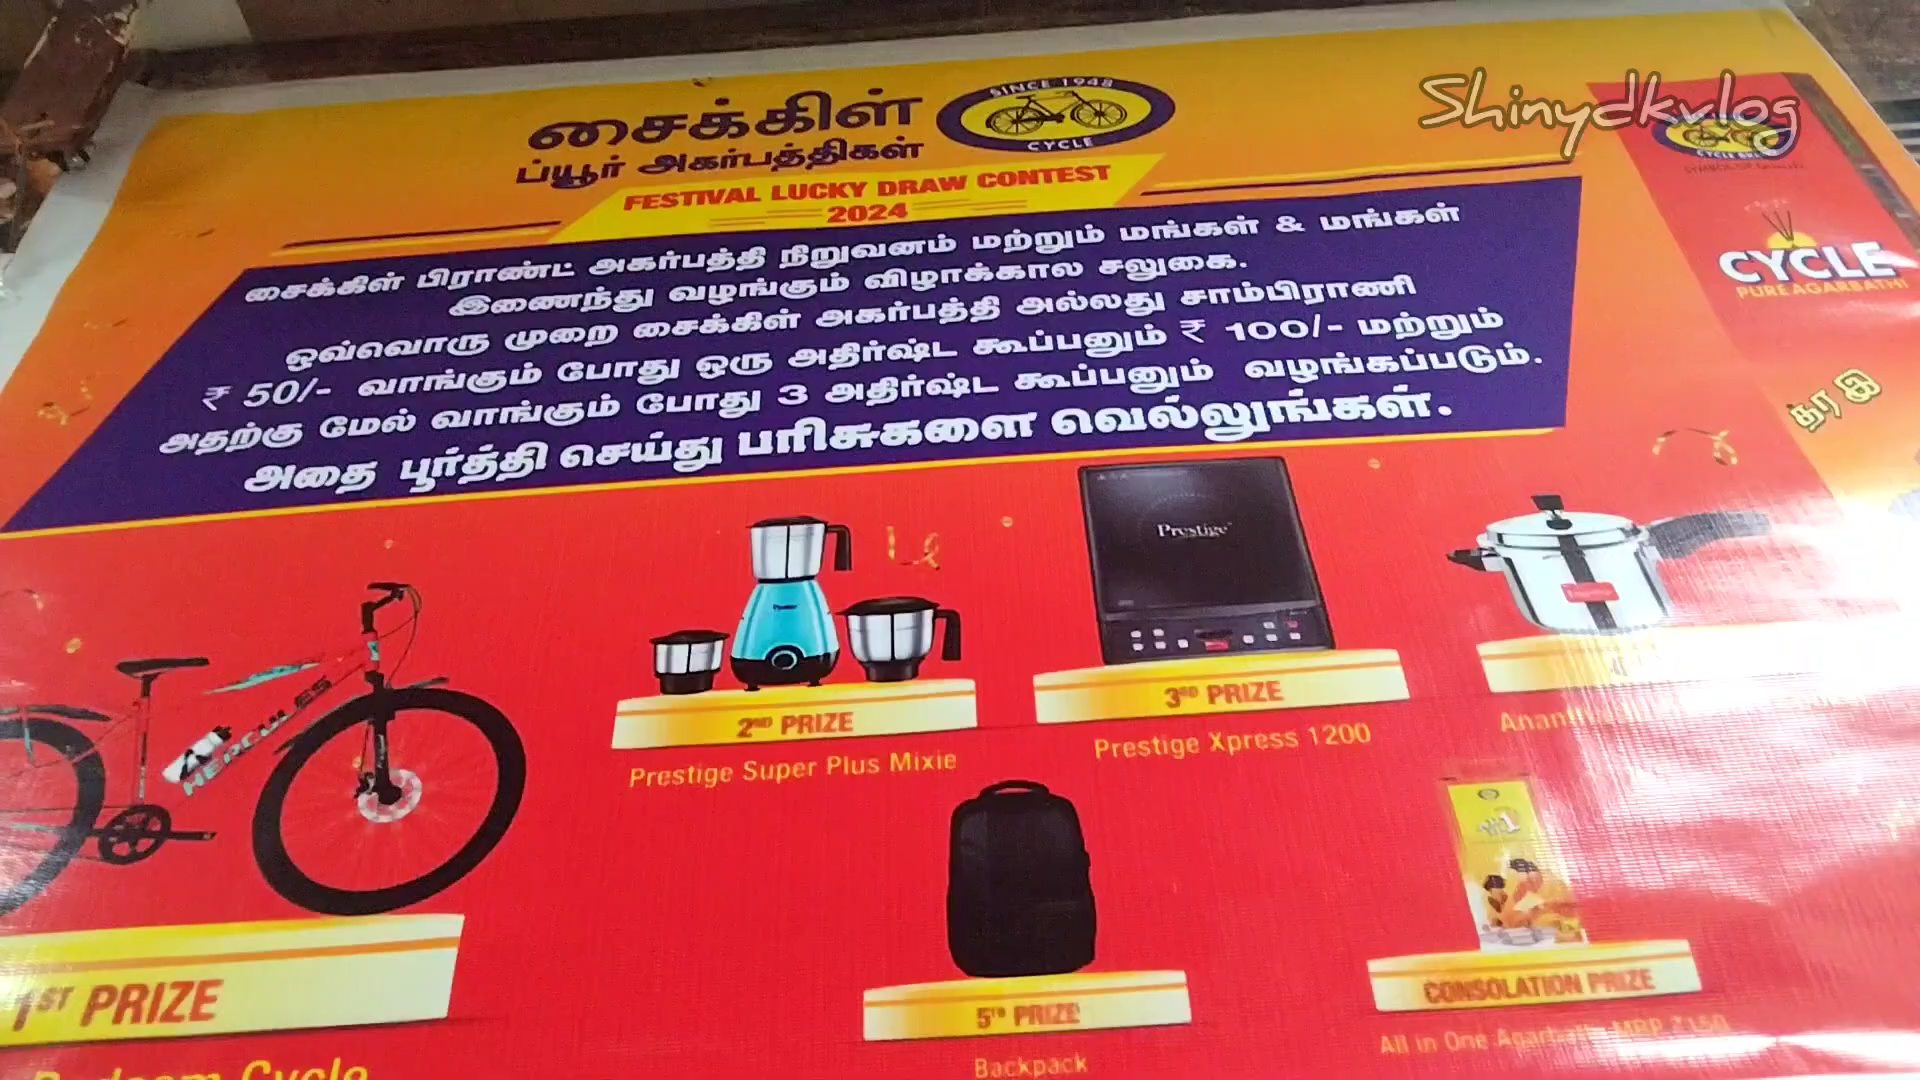 Shinydkvlog
சைக்கிள்
ப்யூர் அகர்பத்திகள்
SINCE 1948
CYCLE
FESTIVAL LUCKY DRAW CONTEST
2024
சைக்கிள் பிராண்ட் அகர்பத்தி நிறுவனம் மற்றும் மங்கள் & மங்கள்
இணைந்து வழங்கும் விழாக்கால சலுகை.
ஒவ்வொரு முறை சைக்கிள் அகர்பத்தி அல்லது சாம்பிராணி
₹ 50/- வாங்கும் போது ஒரு அதிர்ஷ்ட கூப்பனும் ₹ 100/- மற்றும்
அதற்கு மேல் வாங்கும் போது 3 அதிர்ஷ்ட கூப்பனும் வழங்கப்படும்.
அதை பூர்த்தி செய்து பரிசுகளை வெல்லுங்கள்.
CYCLE
PURE AGARBATHI
Prestige
HERCULES
2ND PRIZE
Prestige Super Plus Mixie
3RD PRIZE
Prestige Xpress 1200
1ST PRIZE
Cycle
5TH PRIZE
Backpack
CONSOLATION PRIZE
All in One